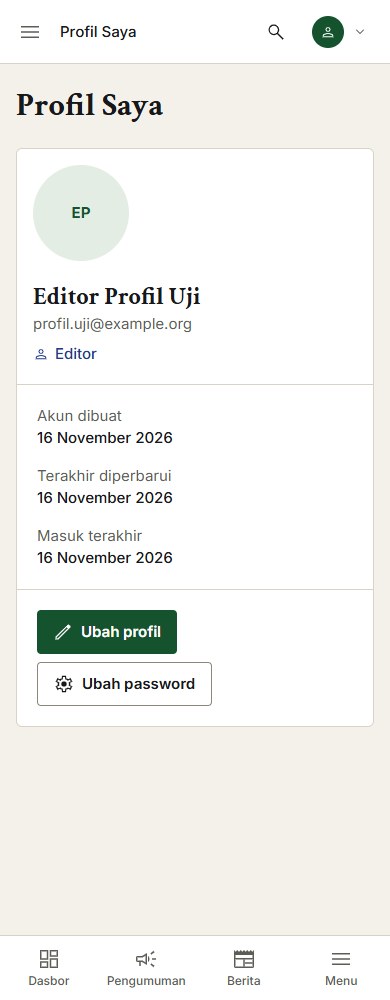 Profil Saya
Profil Saya
EP
Editor Profil Uji
profil.uji@example.org
Editor
Akun dibuat
16 November 2026
Terakhir diperbarui
16 November 2026
Masuk terakhir
16 November 2026
Ubah profil
Ubah password
Dasbor
Pengumuman
Berita
Menu